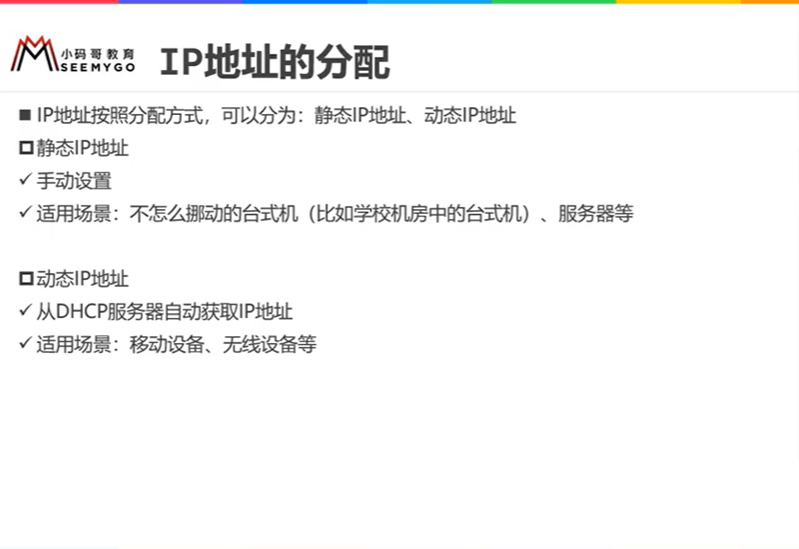 小码哥教育
SEEMYGO
IP地址的分配
■ IP地址按照分配方式，可以分为：静态IP地址、动态IP地址
静态IP地址
✓ 手动设置
✓ 适用场景：不怎么挪动的台式机（比如学校机房中的台式机）、服务器等
动态IP地址
✓ 从DHCP服务器自动获取IP地址
✓ 适用场景：移动设备、无线设备等